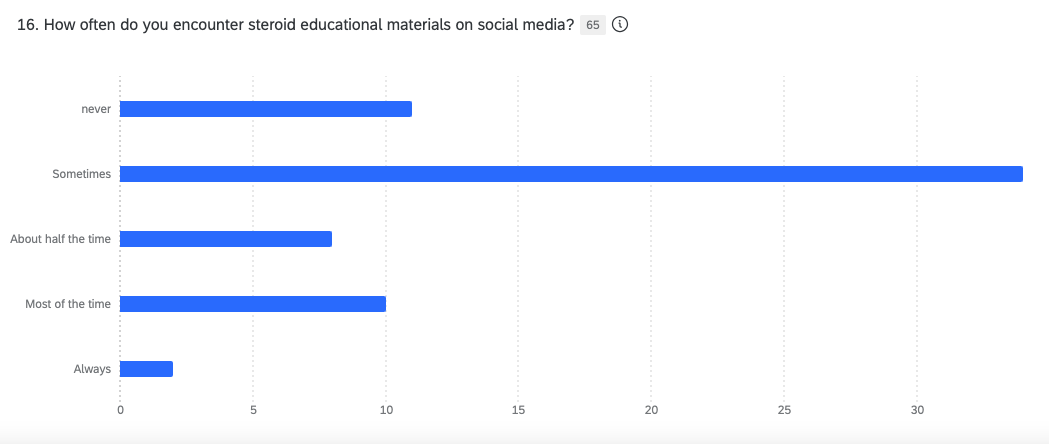 16. How often do you encounter steroid educational materials on social media? 65 i
never
Sometimes
About half the time
Most of the time
Always
0 5 10 15 20 25 30